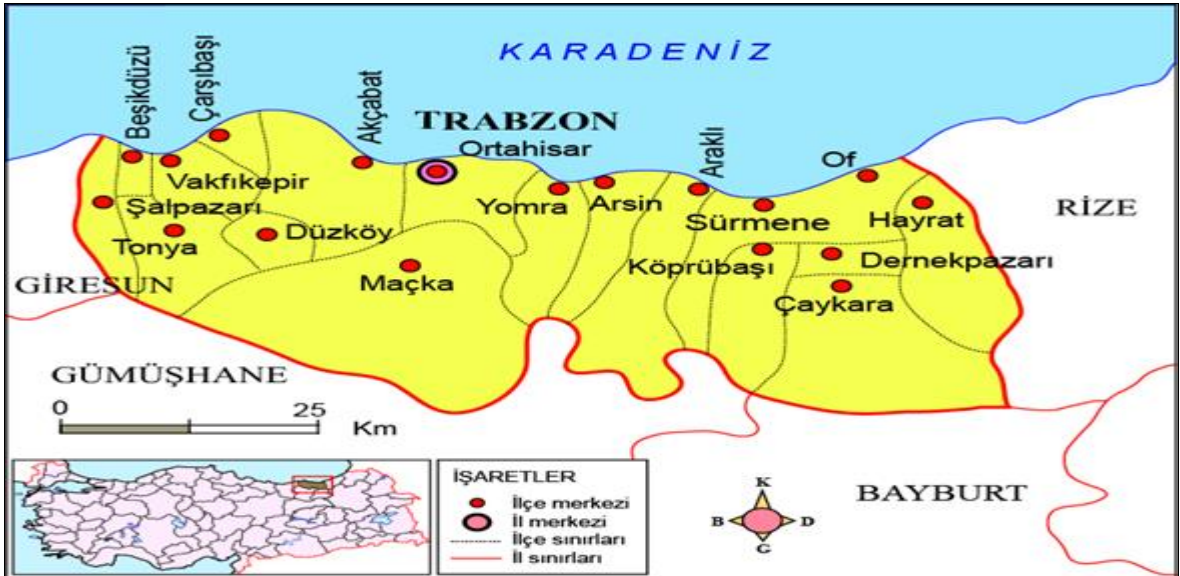 KARADENİZ
Beşikdüzü
Çarşıbaşı
Akçabat
TRABZON
Ortahisar
Araklı
Of
Vakfıkepir
Şalpazarı
Yomra
Arsin
Sürmene
Hayrat
RİZE
Tonya
Düzköy
Köprübaşı
Dernekpazarı
Maçka
Çaykara
GİRESUN
GÜMÜŞHANE
0 25
Km
BAYBURT
İŞARETLER
İlçe merkezi
İl merkezi
İlçe sınırları
İl sınırları
K
B D
G